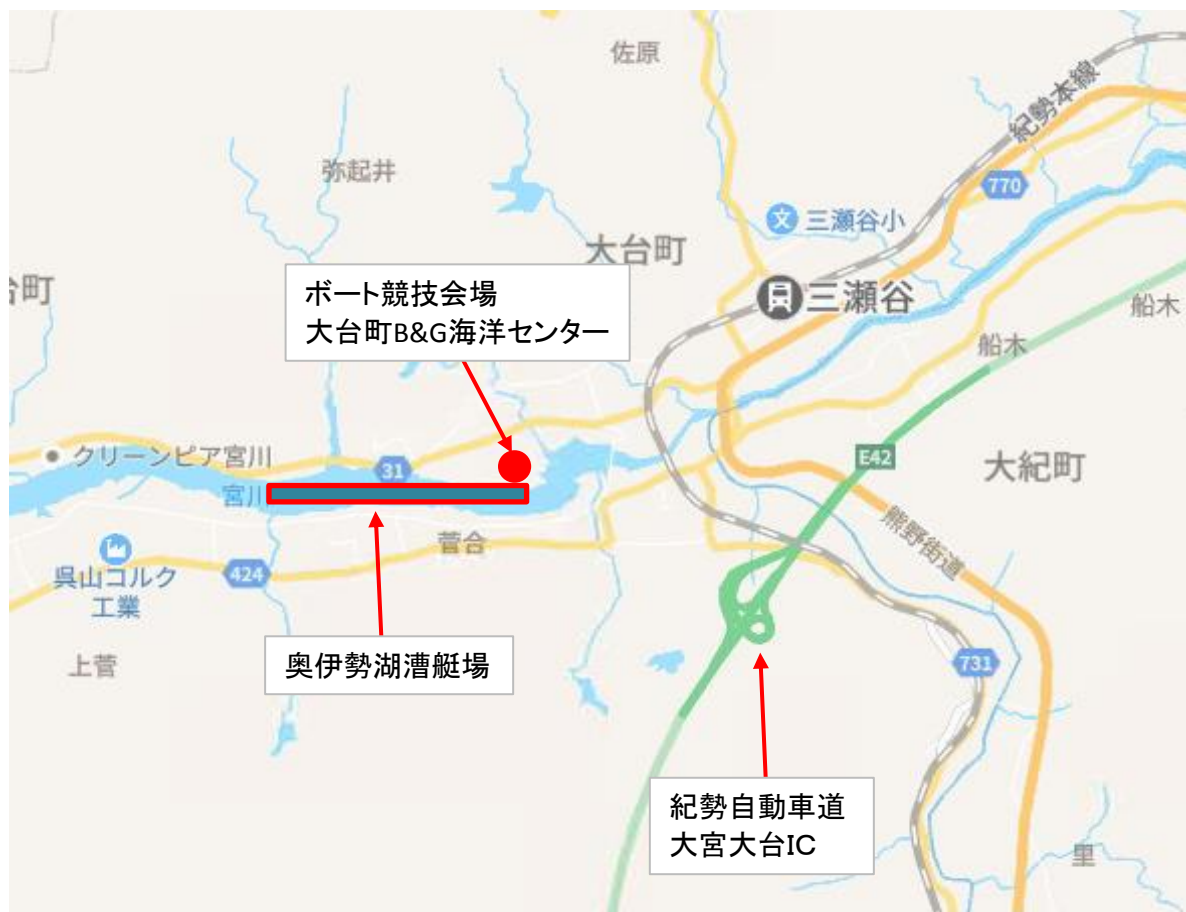 佐原
紀勢本線
弥起井
770
三瀬谷小
大台町
台町
ボート競技会場
大台町B&G海洋センター
三瀬谷
船木
船木
クリーンピア宮川
31
E42
大紀町
宮川
熊野街道
菅合
呉山コルク
工業
424
奥伊勢湖漕艇場
上菅
731
紀勢自動車道
大宮大台IC
里